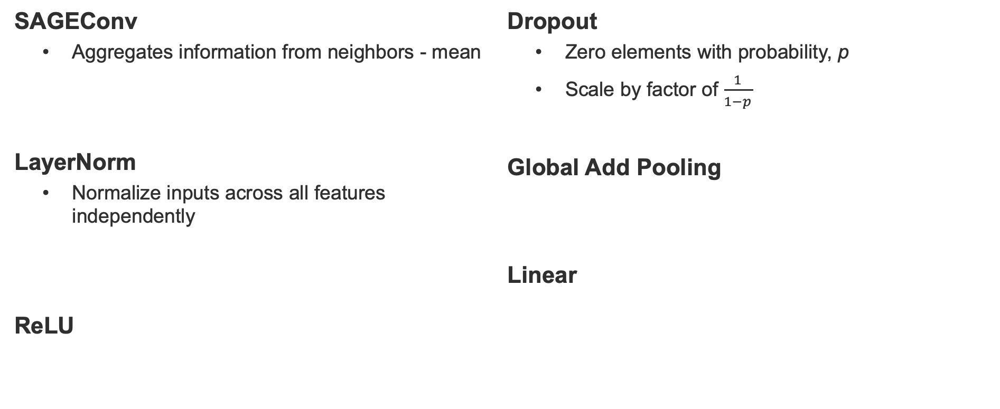 SAGEConv
• Aggregates information from neighbors - mean
LayerNorm
• Normalize inputs across all features
independently
ReLU
Dropout
• Zero elements with probability, p
• Scale by factor of 1/(1−p)
Global Add Pooling
Linear